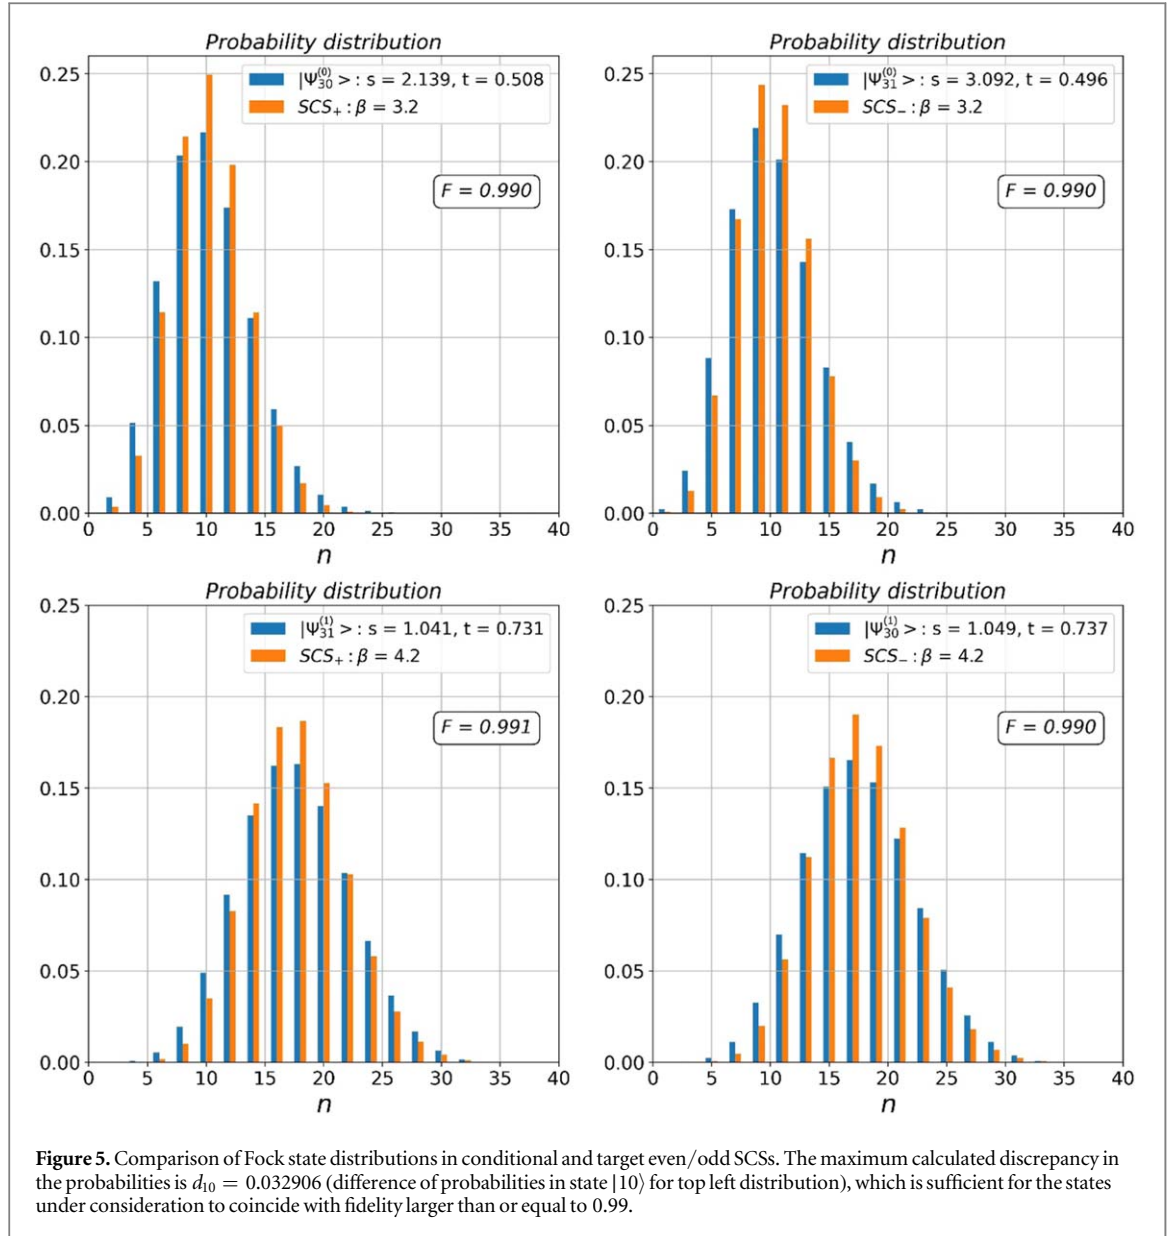 Probability distribution
|Ψ₃₀⁽⁰⁾ > : s = 2.139, t = 0.508
SCS₊ : β = 3.2
F = 0.990
0.25
0.20
0.15
0.10
0.05
0.00
0 5 10 15 20 25 30 35 40
n
Probability distribution
|Ψ₃₁⁽⁰⁾ > : s = 3.092, t = 0.496
SCS₋ : β = 3.2
F = 0.990
0.25
0.20
0.15
0.10
0.05
0.00
0 5 10 15 20 25 30 35 40
n
Probability distribution
|Ψ₃₁⁽¹⁾ > : s = 1.041, t = 0.731
SCS₊ : β = 4.2
F = 0.991
0.25
0.20
0.15
0.10
0.05
0.00
0 5 10 15 20 25 30 35 40
n
Probability distribution
|Ψ₃₀⁽¹⁾ > : s = 1.049, t = 0.737
SCS₋ : β = 4.2
F = 0.990
0.25
0.20
0.15
0.10
0.05
0.00
0 5 10 15 20 25 30 35 40
n
Figure 5. Comparison of Fock state distributions in conditional and target even/odd SCSs. The maximum calculated discrepancy in
the probabilities is d₁₀ = 0.032906 (difference of probabilities in state |10⟩ for top left distribution), which is sufficient for the states
under consideration to coincide with fidelity larger than or equal to 0.99.